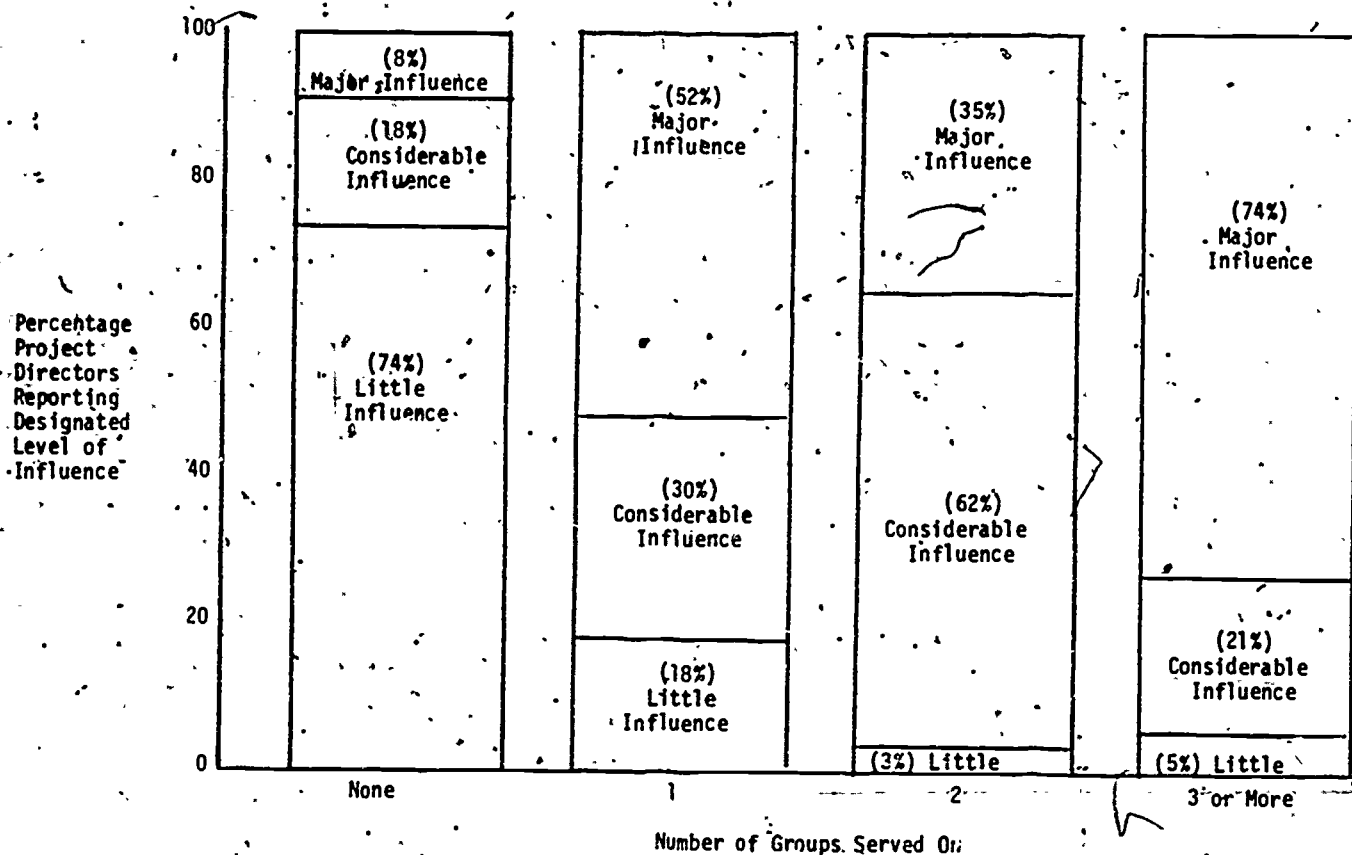 100
80
60
40
20
0
Percentage
Project
Directors
Reporting
Designated
Level of
Influence
(8%)
Major Influence
(18%)
Considerable
Influence
(74%)
Little
Influence
(52%)
Major
Influence
(30%)
Considerable
Influence
(18%)
Little
Influence
(35%)
Major
Influence
(62%)
Considerable
Influence
(3%) Little
(74%)
Major
Influence
(21%)
Considerable
Influence
(5%) Little
None
1
2
3 or More
Number of Groups Served On